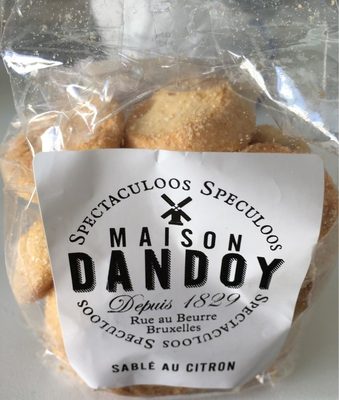 SPECTACULOOS SPECULOOS
MAISON
DANDOY
Depuis 1829
Rue au Beurre
Bruxelles
SPECTACULOOS SPECULOOS
SABLÉ AU CITRON